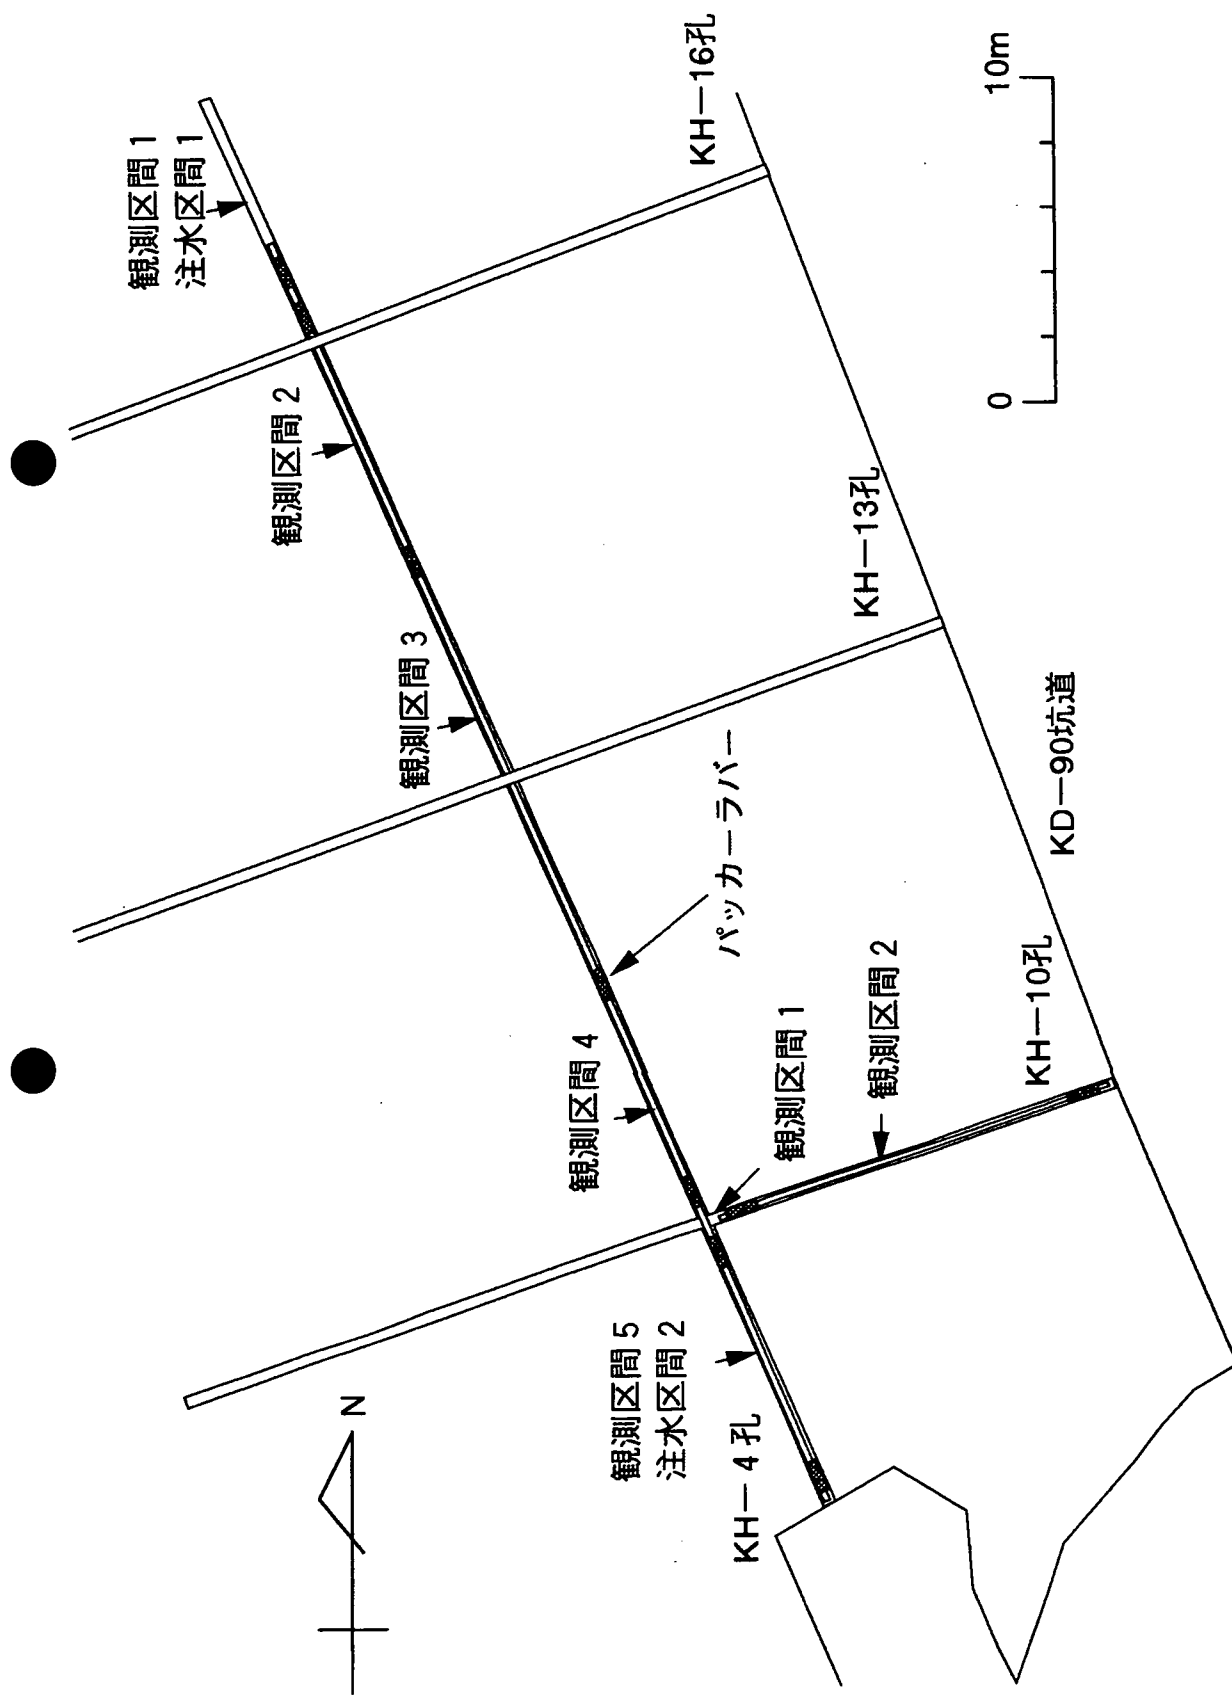 観測区間 1
注水区間 1
観測区間 2
N
観測区間 3
観測区間 4
観測区間 5
注水区間 2
KH―16孔
パッカーラバー
KH―4 孔
観測区間 1
KH―13孔
観測区間 2
0
10m
KH―10孔
KD―90坑道